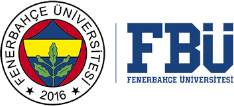 FENERBAHÇE ÜNİVERSİTESİ
★ 2016 ★
FBÜ
FENERBAHÇE ÜNİVERSİTESİ